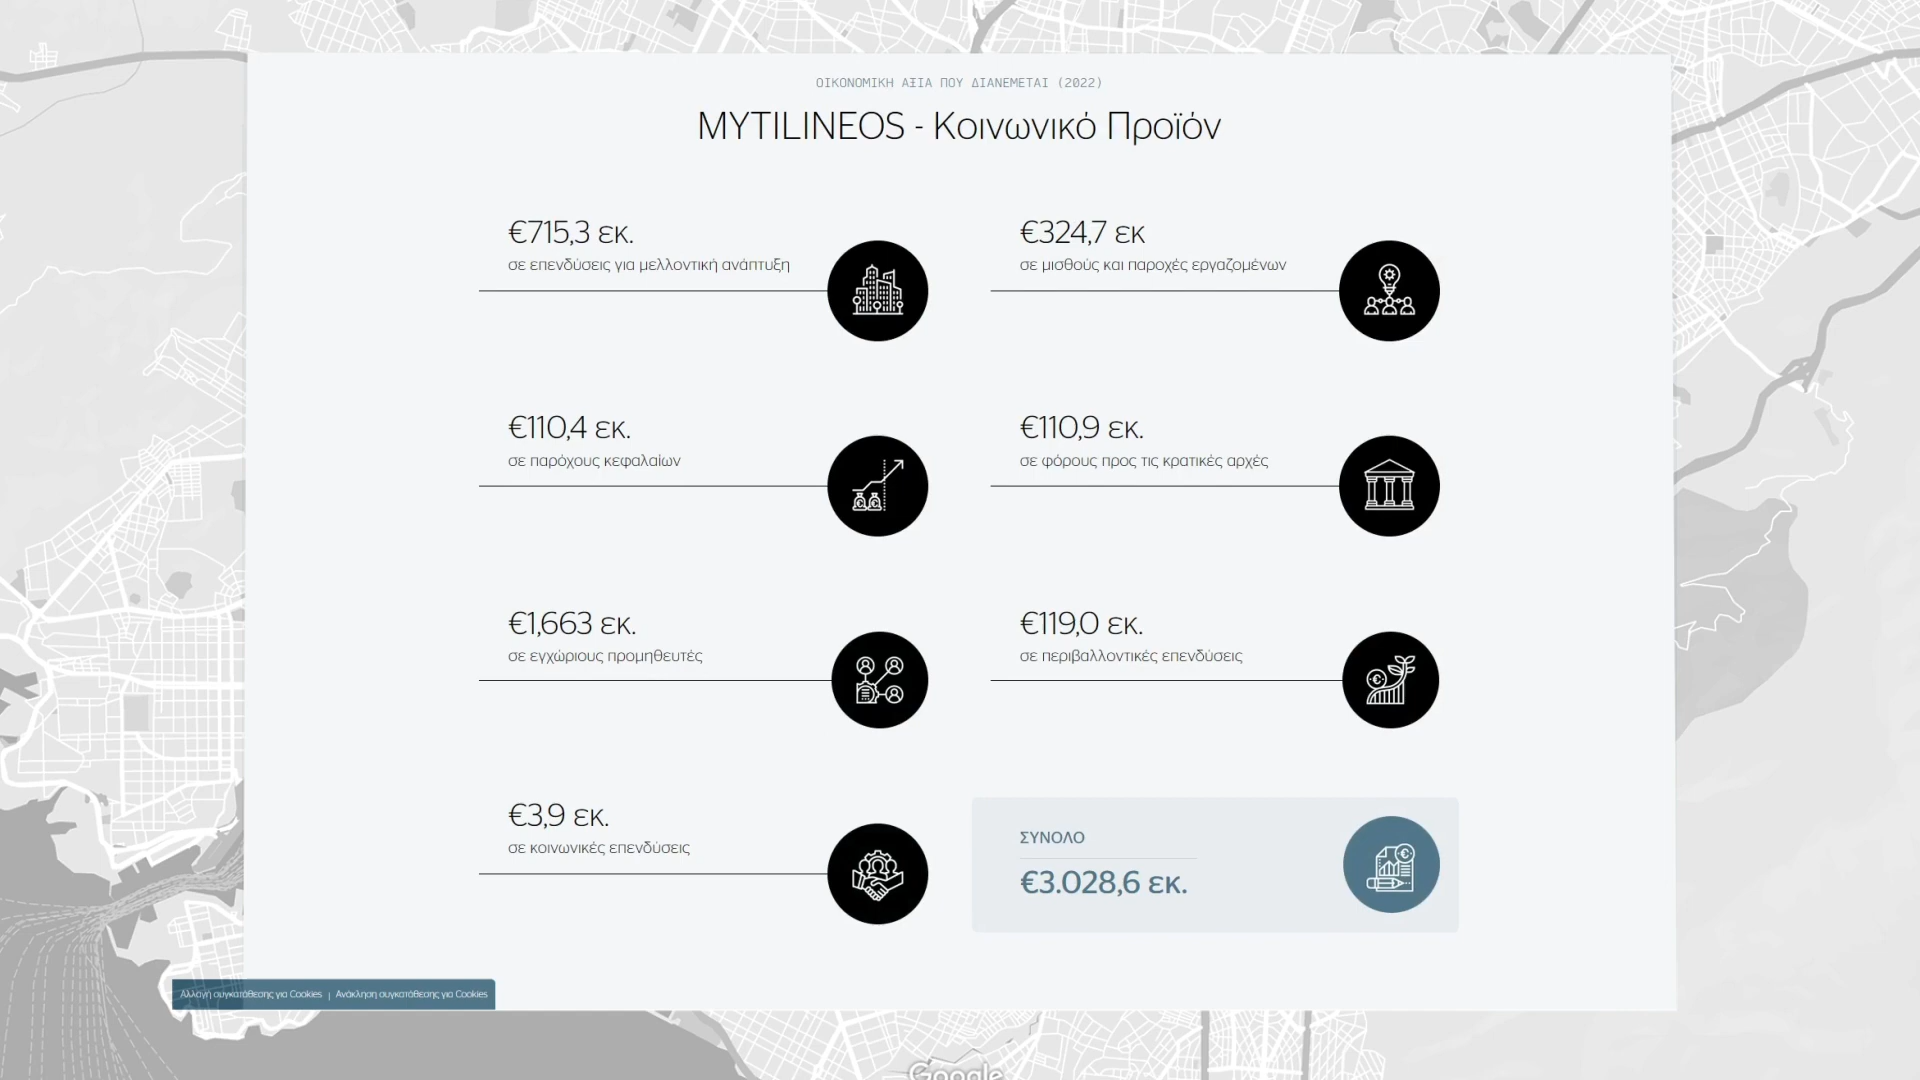 ΟΙΚΟΝΟΜΙΚΗ ΑΞΙΑ ΠΟΥ ΔΙΑΝΕΜΕΤΑΙ (2022)
MYTILINEOS - Κοινωνικό Προϊόν
€715,3 εκ.
σε επενδύσεις για μελλοντική ανάπτυξη
€324,7 εκ
σε μισθούς και παροχές εργαζομένων
€110,4 εκ.
σε παρόχους κεφαλαίων
€110,9 εκ.
σε φόρους προς τις κρατικές αρχές
€1,663 εκ.
σε εγχώριους προμηθευτές
€119,0 εκ.
σε περιβαλλοντικές επενδύσεις
€3,9 εκ.
σε κοινωνικές επενδύσεις
ΣΥΝΟΛΟ
€3.028,6 εκ.
Αλλαγή συγκατάθεσης για Cookies | Ανάκληση συγκατάθεσης για Cookies
Google